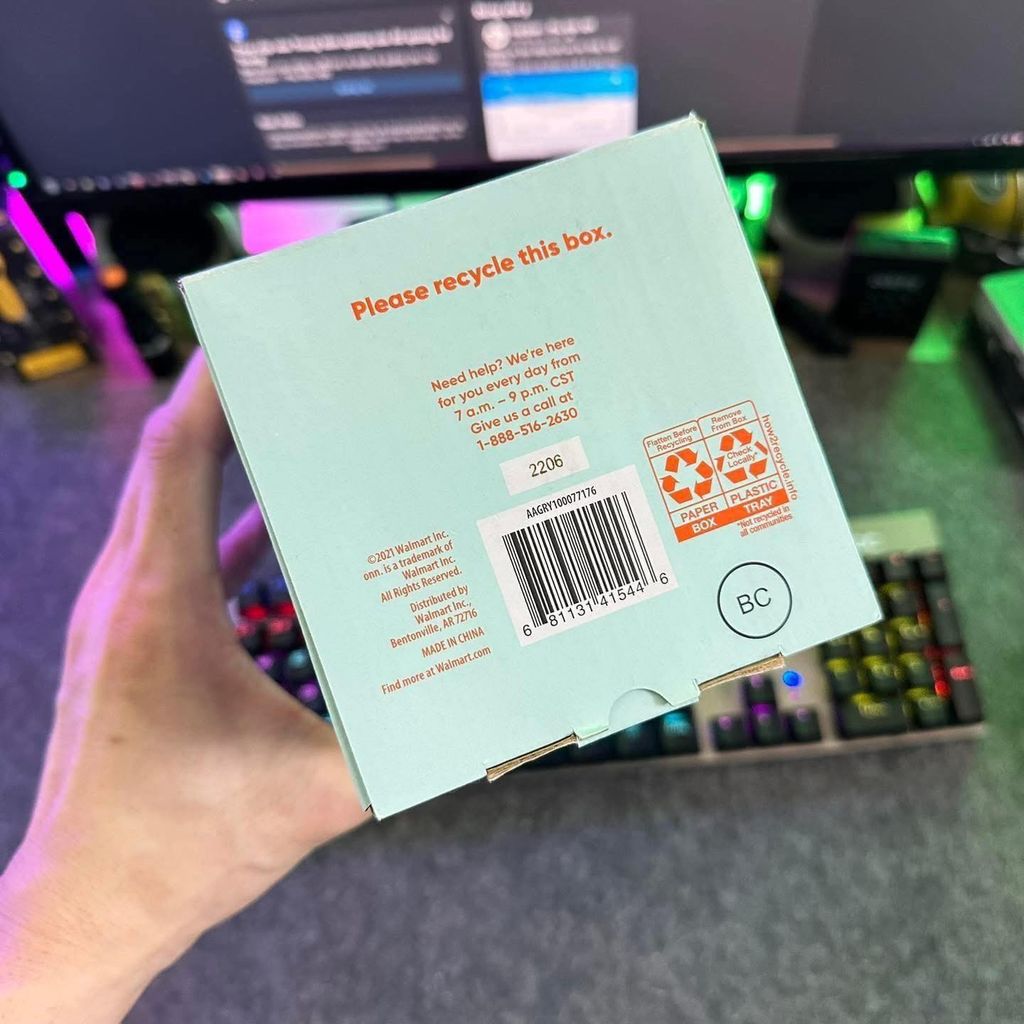 Please recycle this box.
Need help? We're here
for you every day from
7 a.m. – 9 p.m. CST
Give us a call at
1-888-516-2630
2206
AAGRY100077176
6 81131 41544 6
©2021 Walmart Inc.
onn. is a trademark of
Walmart Inc.
All Rights Reserved.
Distributed by
Walmart Inc.,
Bentonville, AR 72716
MADE IN CHINA
Find more at Walmart.com
Flatten Before
Recycling
PAPER
BOX
Remove
From Box
Check
Locally*
PLASTIC
TRAY
*Not recycled in
all communities.
how2recycle.info
BC